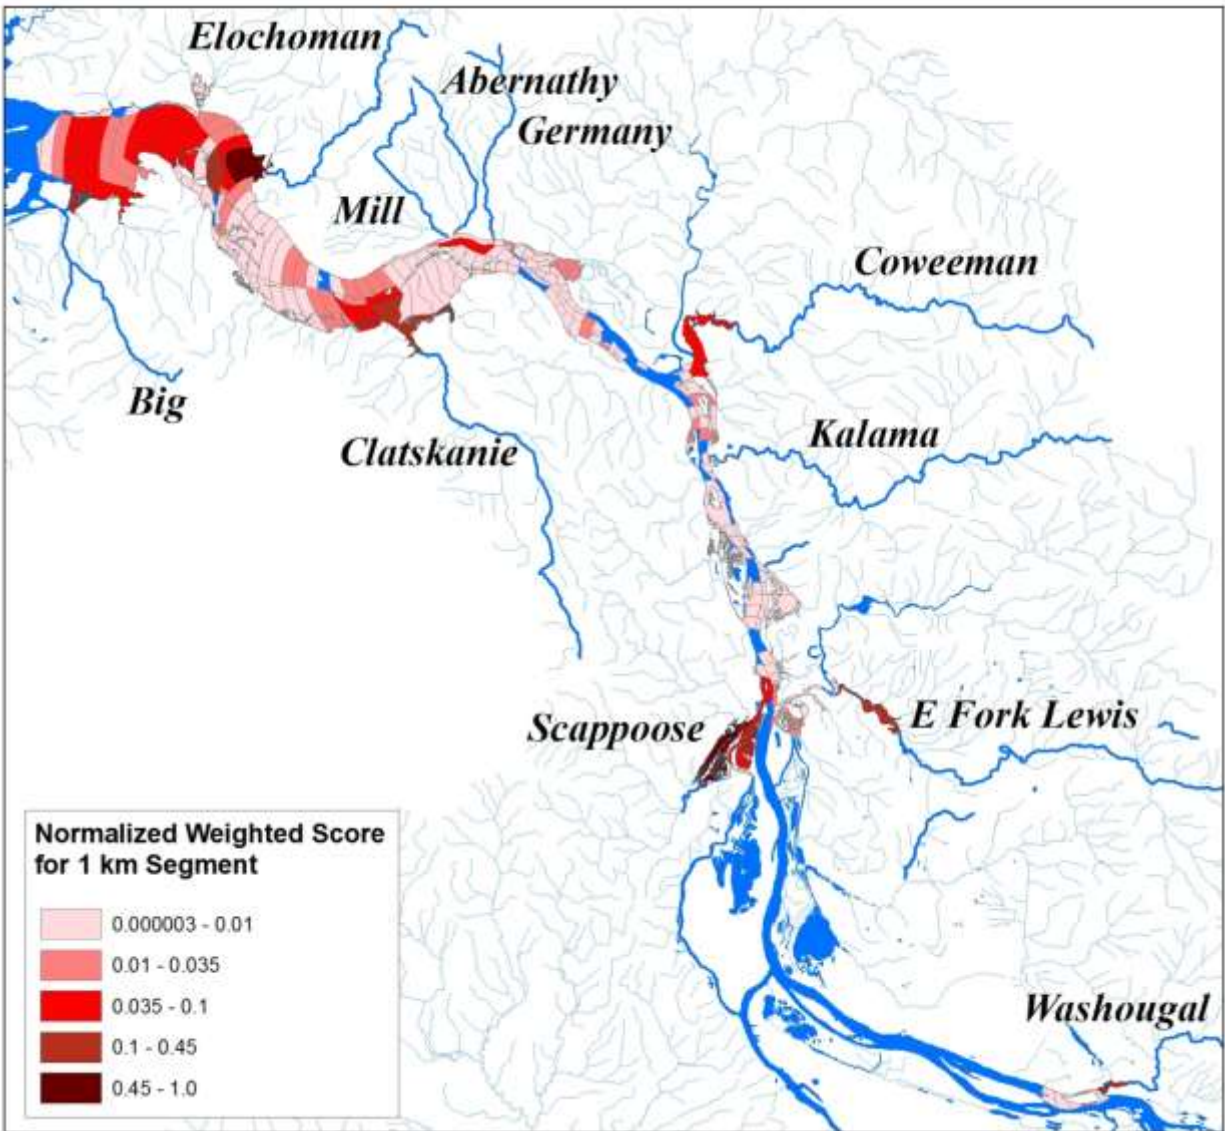 Elochoman
Abernathy
Germany
Mill
Coweeman
Big
Kalama
Clatskanie
Scappoose
E Fork Lewis
Normalized Weighted Score
for 1 km Segment
0.000003 - 0.01
0.01 - 0.035
0.035 - 0.1
0.1 - 0.45
0.45 - 1.0
Washougal